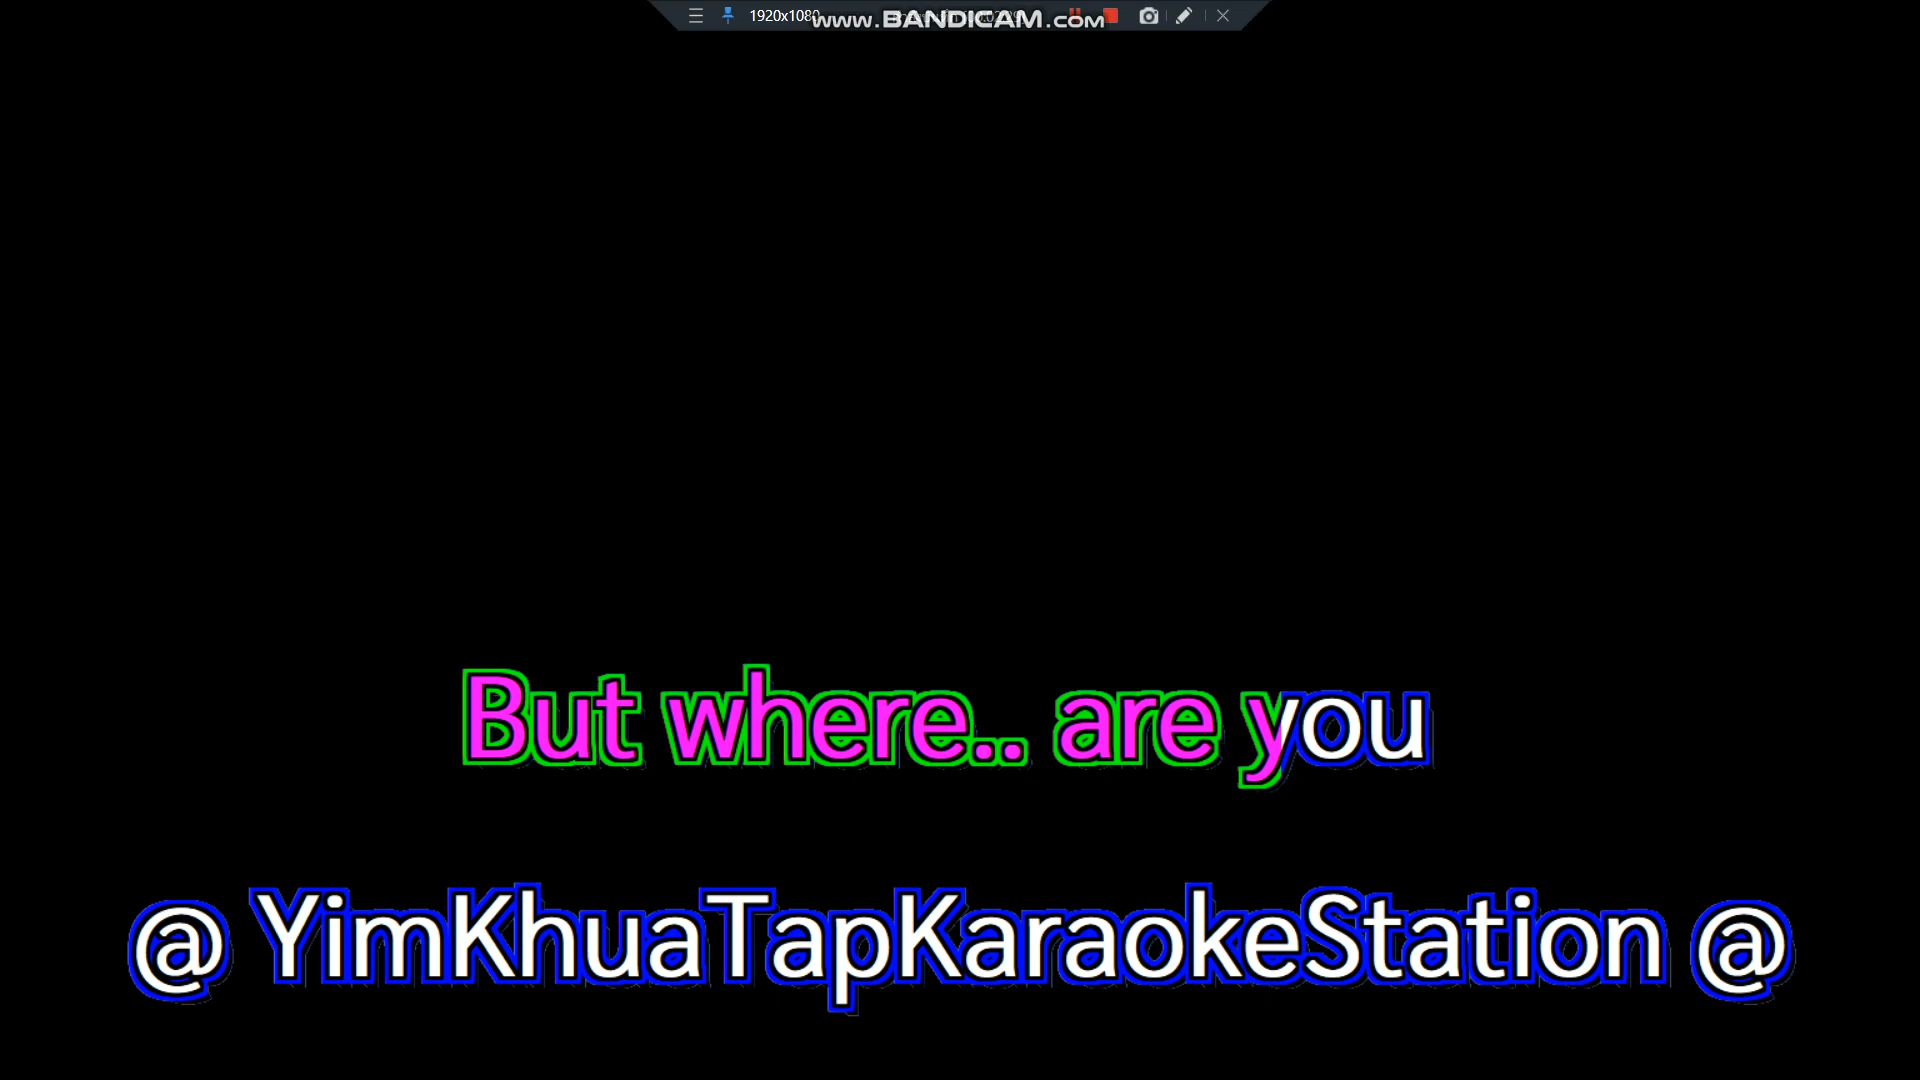 1920x1080
www.BANDICAM.com
But where.. are you
@ YimKhuaTapKaraokeStation @